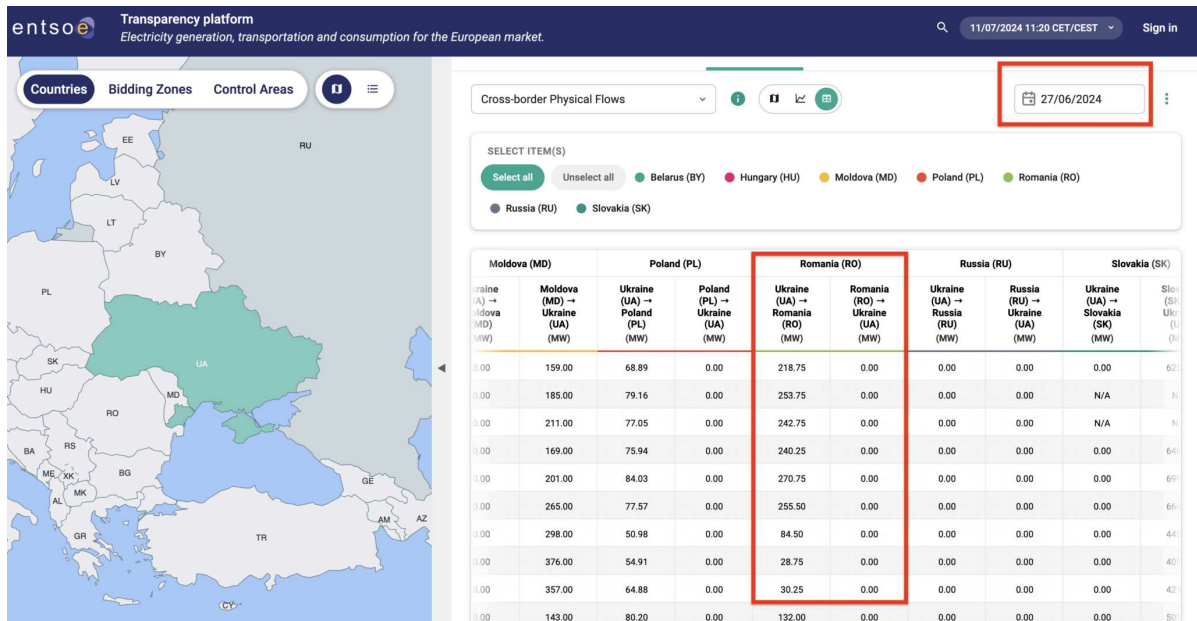 entsoe
Transparency platform
Electricity generation, transportation and consumption for the European market.
11/07/2024 11:20 CET/CEST
Sign in
Countries
Bidding Zones
Control Areas
EE
RU
LV
LT
BY
PL
SK
UA
HU
MD
RO
BA
RS
ME
XK
BG
GE
AL
MK
AM
AZ
GR
TR
CY
Cross-border Physical Flows
27/06/2024
SELECT ITEM(S)
Select all
Unselect all
Belarus (BY)
Hungary (HU)
Moldova (MD)
Poland (PL)
Romania (RO)
Russia (RU)
Slovakia (SK)
Moldova (MD) Poland (PL) Romania (RO) Russia (RU) Slovakia (SK)
Moldova Ukraine Poland Ukraine Romania Ukraine Russia Ukraine
(MD) → (UA) → (PL) → (UA) → (RO) → (UA) → (RU) → (UA) →
Ukraine Poland Ukraine Romania Ukraine Russia Ukraine Slovakia
(UA) (PL) (UA) (RO) (UA) (RU) (UA) (SK)
(MW) (MW) (MW) (MW) (MW) (MW) (MW) (MW)
159.00 68.89 0.00 218.75 0.00 0.00 0.00 0.00
185.00 79.16 0.00 253.75 0.00 0.00 0.00 N/A
211.00 77.05 0.00 242.75 0.00 0.00 0.00 N/A
169.00 75.94 0.00 240.25 0.00 0.00 0.00 0.00
201.00 84.03 0.00 270.75 0.00 0.00 0.00 0.00
265.00 77.57 0.00 255.50 0.00 0.00 0.00 0.00
298.00 50.98 0.00 84.50 0.00 0.00 0.00 0.00
376.00 54.91 0.00 28.75 0.00 0.00 0.00 0.00
357.00 64.88 0.00 30.25 0.00 0.00 0.00 0.00
143.00 80.20 0.00 132.00 0.00 0.00 0.00 0.00